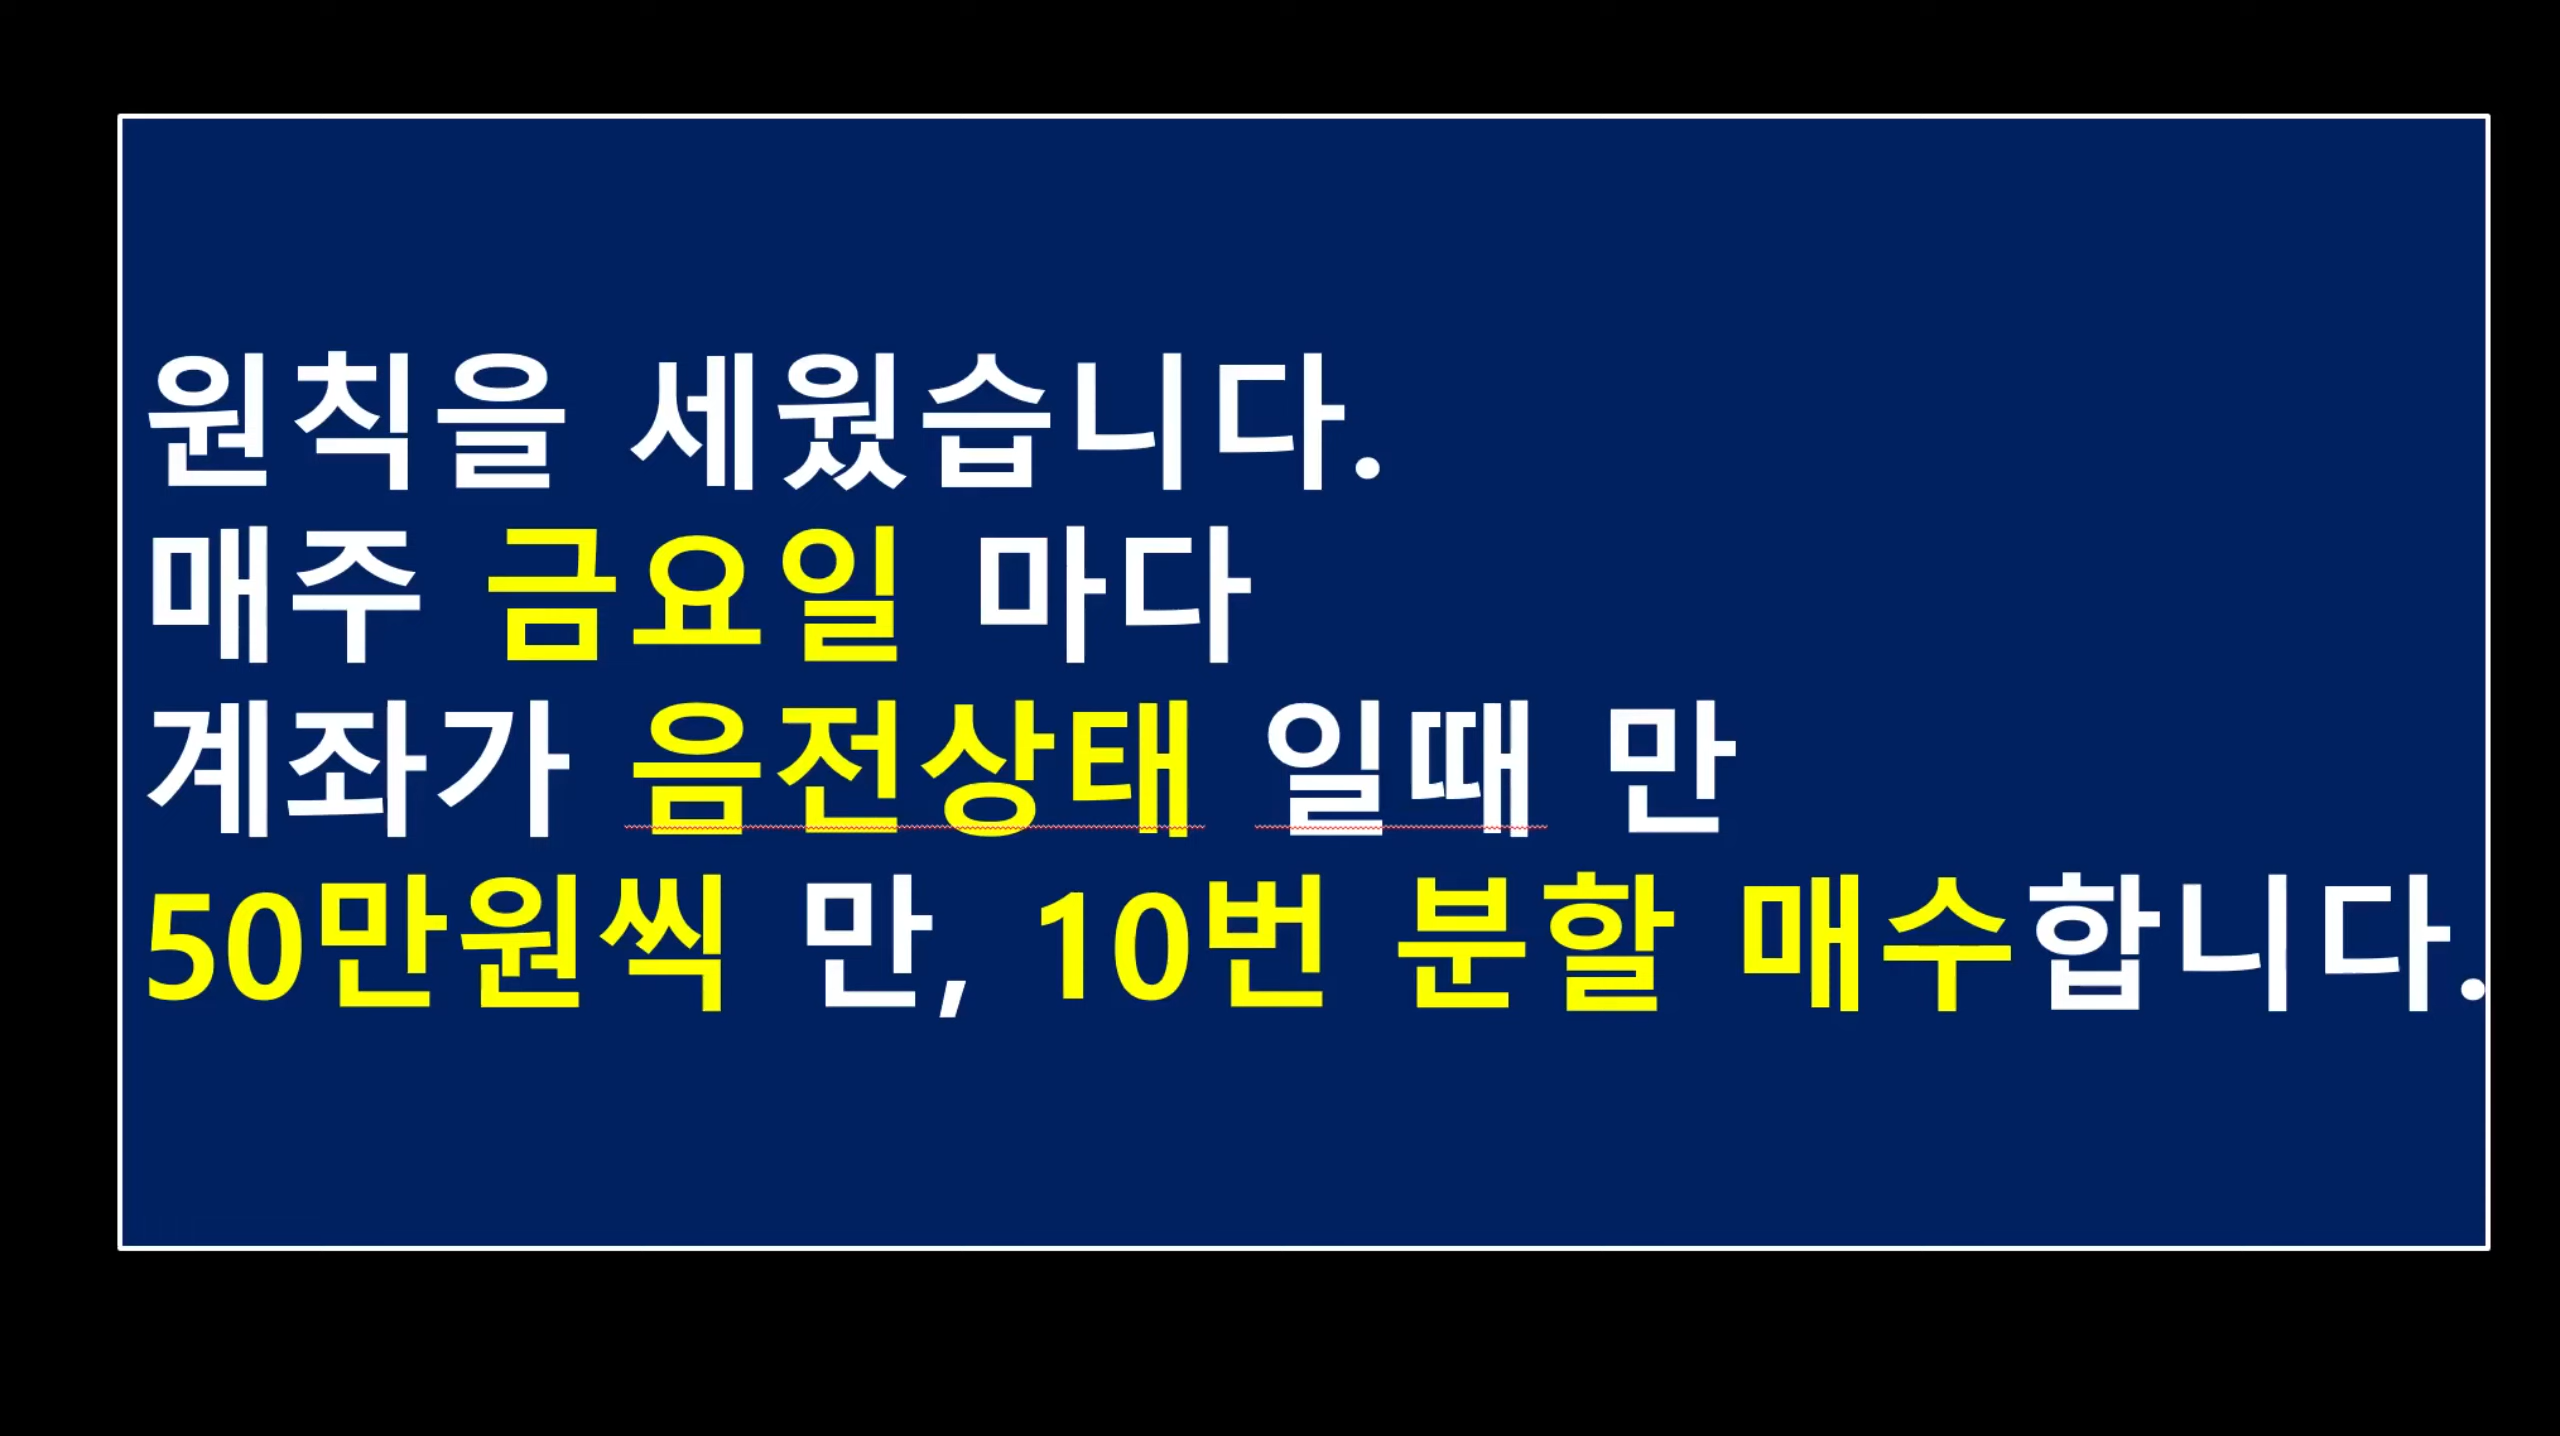 원칙을 세웠습니다.
매주 금요일 마다
계좌가 음전상태 일때 만
50만원씩 만, 10번 분할 매수합니다.